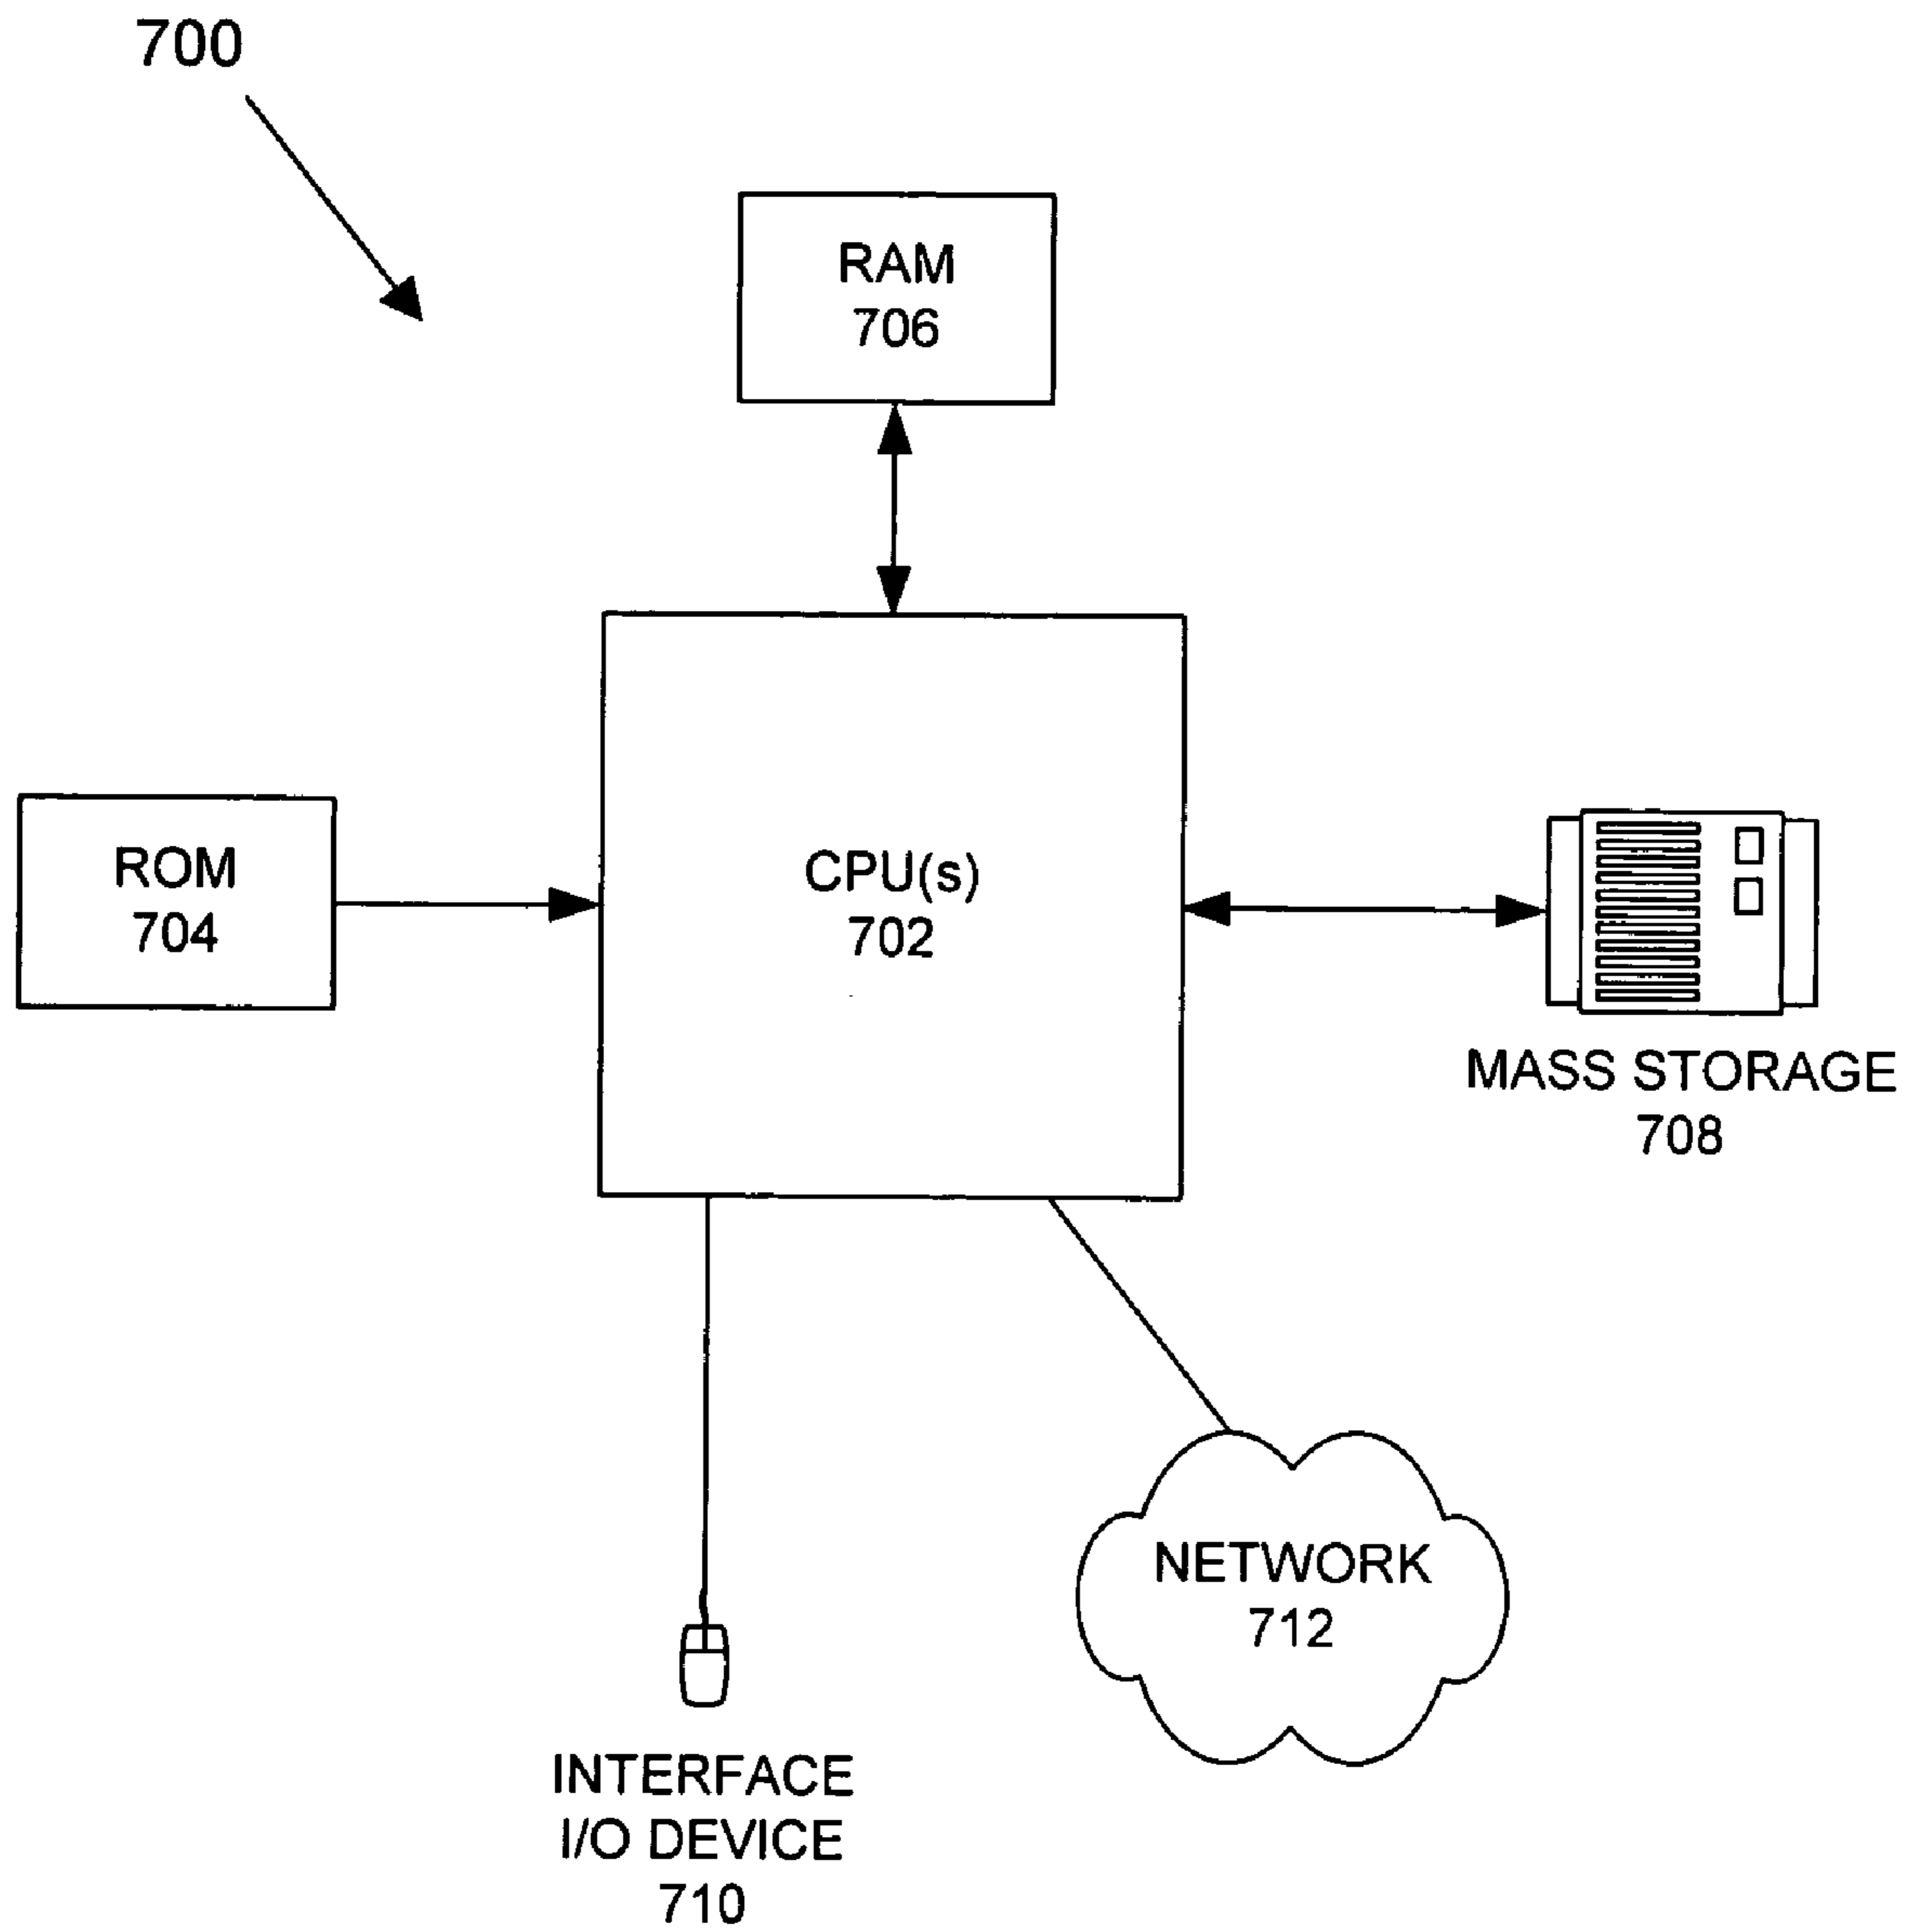 700
RAM
706
ROM
704
CPU(s)
702
MASS STORAGE
708
NETWORK
712
INTERFACE
I/O DEVICE
710